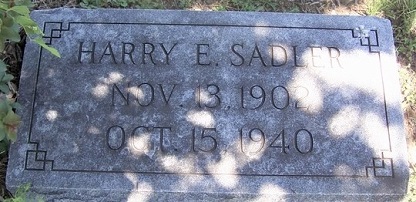 HARRY E. SADLER
NOV. 13, 1902
OCT. 15, 1940